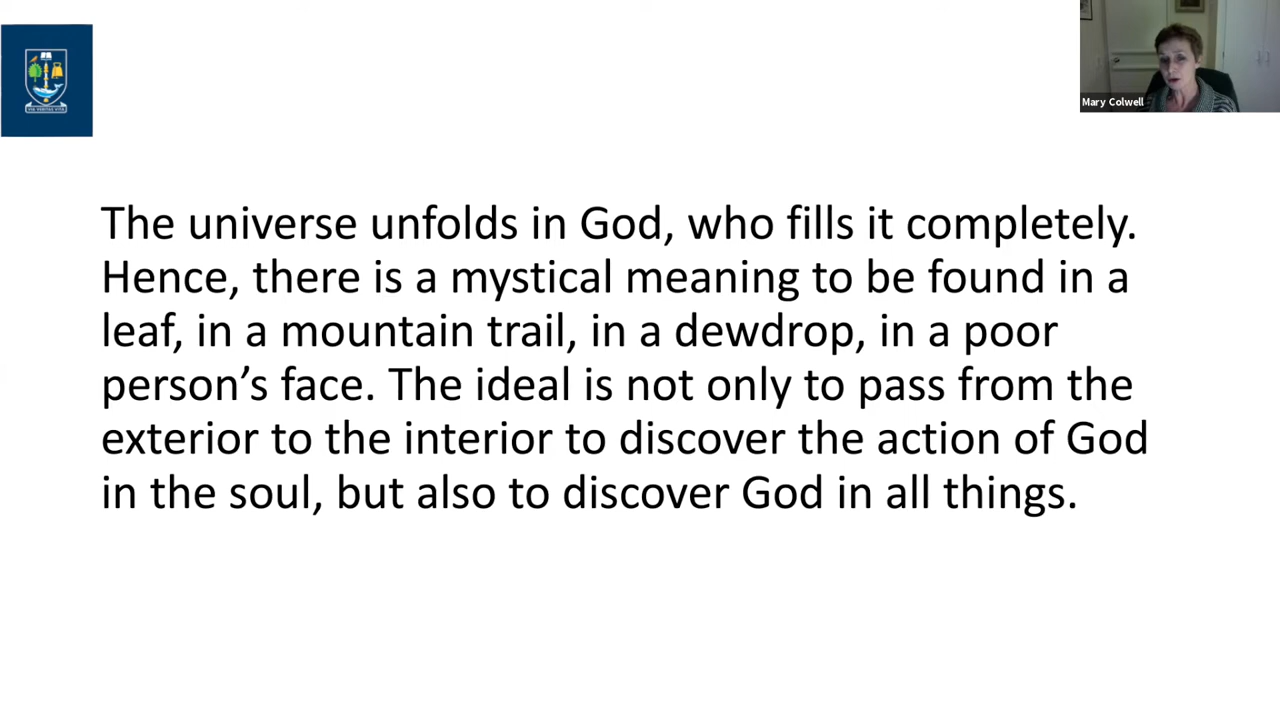 Mary Colwell
VIA VERITAS VITA
The universe unfolds in God, who fills it completely.
Hence, there is a mystical meaning to be found in a
leaf, in a mountain trail, in a dewdrop, in a poor
person’s face. The ideal is not only to pass from the
exterior to the interior to discover the action of God
in the soul, but also to discover God in all things.